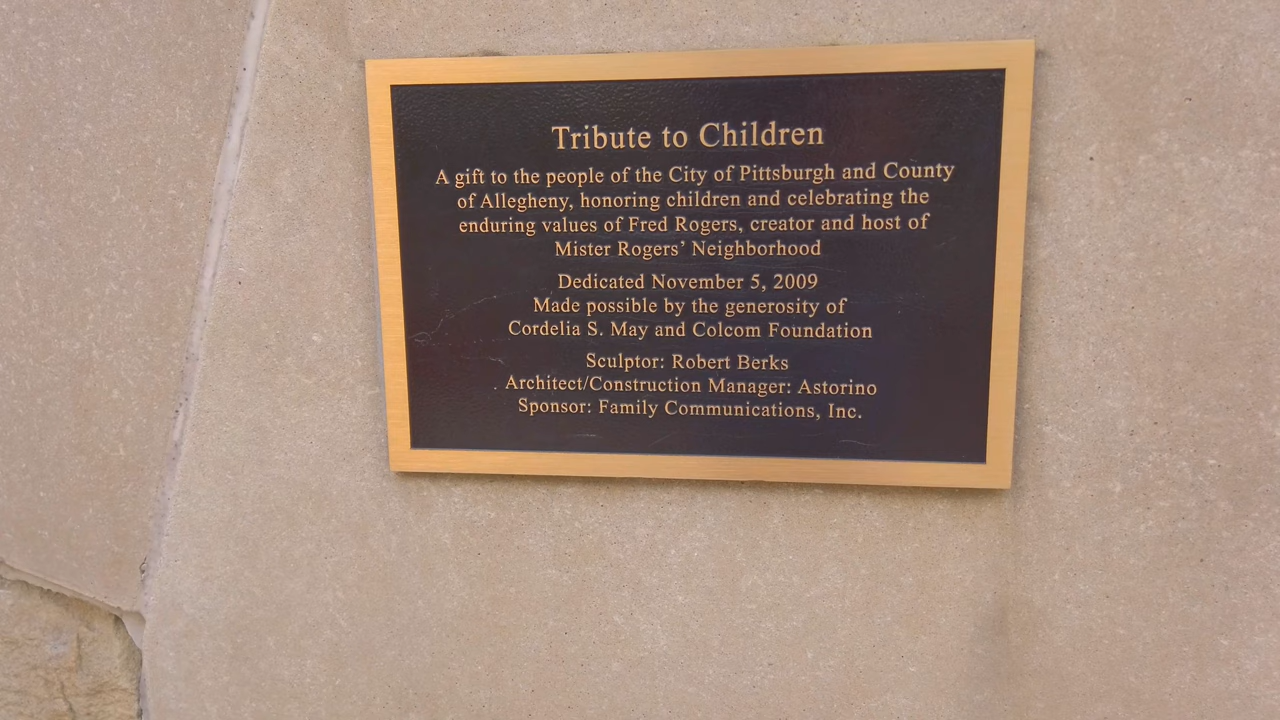 Tribute to Children
A gift to the people of the City of Pittsburgh and County
of Allegheny, honoring children and celebrating the
enduring values of Fred Rogers, creator and host of
Mister Rogers' Neighborhood
Dedicated November 5, 2009
Made possible by the generosity of
Cordelia S. May and Colcom Foundation
Sculptor: Robert Berks
Architect/Construction Manager: Astorino
Sponsor: Family Communications, Inc.